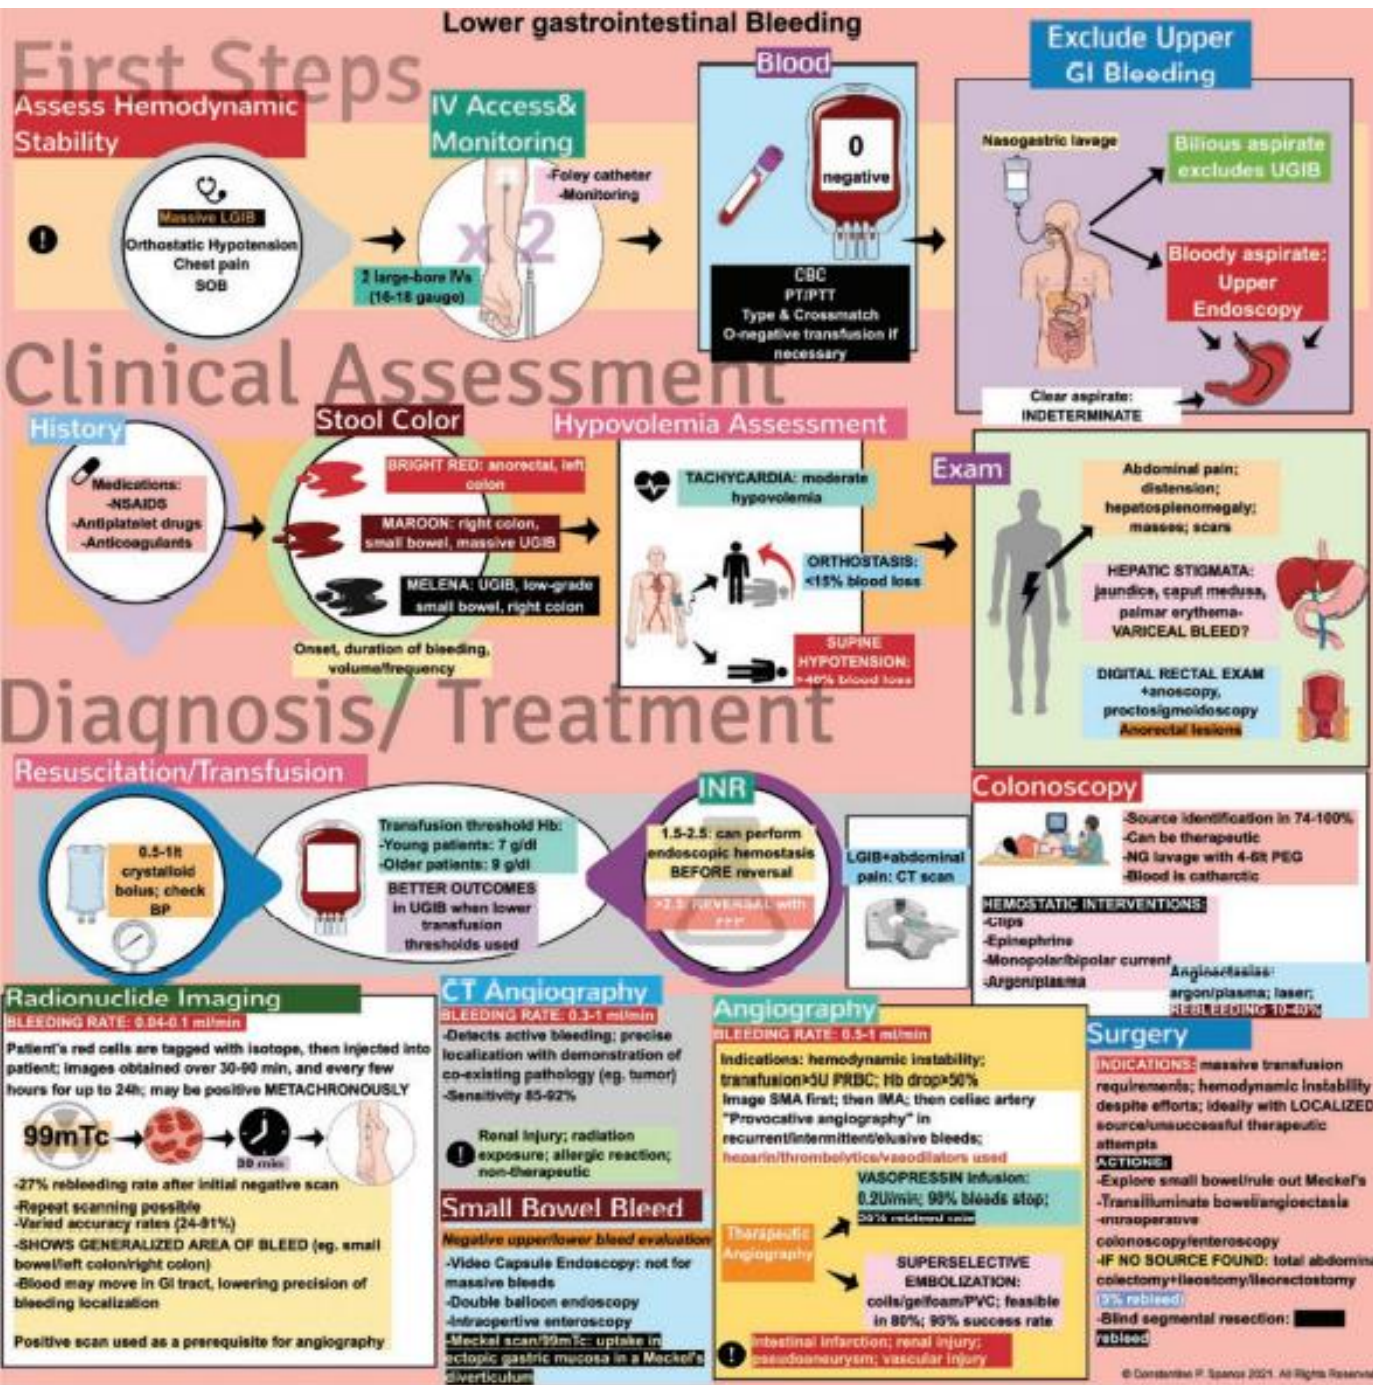 Lower gastrointestinal Bleeding
First Steps
Assess Hemodynamic
Stability
Massive LGIB
Orthostatic Hypotension
Chest pain
SOB
IV Access&
Monitoring
-Foley catheter
-Monitoring
x 2
2 large-bore IVs
(16-18 gauge)
Blood
0
negative
CBC
PT/PTT
Type & Crossmatch
O-negative transfusion if
necessary
Exclude Upper
GI Bleeding
Nasogastric lavage
Bilious aspirate
excludes UGIB
Bloody aspirate:
Upper
Endoscopy
Clear aspirate:
INDETERMINATE
Clinical Assessment
History
Medications:
-NSAIDS
-Antiplatelet drugs
-Anticoagulants
Stool Color
BRIGHT RED: anorectal, left
colon
MAROON: right colon,
small bowel, massive UGIB
MELENA: UGIB, low-grade
small bowel, right colon
Onset, duration of bleeding,
volume/frequency
Hypovolemia Assessment
TACHYCARDIA: moderate
hypovolemia
ORTHOSTASIS:
<15% blood loss
SUPINE
HYPOTENSION:
>40% blood loss
Exam
Abdominal pain;
distension;
hepatosplenomegaly;
masses; scars
HEPATIC STIGMATA:
jaundice, caput medusa,
palmar erythema-
VARICEAL BLEED?
DIGITAL RECTAL EXAM
+anoscopy,
proctosigmoidoscopy
Anorectal lesions
Diagnosis/ Treatment
Resuscitation/Transfusion
0.5-1lt
crystalloid
bolus; check
BP
Transfusion threshold Hb:
-Young patients: 7 g/dl
-Older patients: 9 g/dl
BETTER OUTCOMES
in UGIB when lower
transfusion
thresholds used
INR
1.5-2.5: can perform
endoscopic hemostasis
BEFORE reversal
>2.5: REVERSAL with
FFP
LGIB+abdominal
pain: CT scan
Colonoscopy
-Source identification in 74-100%
-Can be therapeutic
-NG lavage with 4-6lt PEG
-Blood is cathartic
HEMOSTATIC INTERVENTIONS:
-Clips
-Epinephrine
-Monopolar/bipolar current
-Argon/plasma
Angioectasias:
argon/plasma; laser;
REBLEEDING 10-40%
Radionuclide Imaging
BLEEDING RATE: 0.04-0.1 ml/min
Patient's red cells are tagged with isotope, then injected into
patient; images obtained over 30-90 min, and every few
hours for up to 24h; may be positive METACHRONOUSLY
99mTc
30 min
-27% rebleeding rate after initial negative scan
-Repeat scanning possible
-Varied accuracy rates (24-91%)
-SHOWS GENERALIZED AREA OF BLEED (eg. small
bowel/left colon/right colon)
-Blood may move in GI tract, lowering precision of
bleeding localization
Positive scan used as a prerequisite for angiography
CT Angiography
BLEEDING RATE: 0.3-1 ml/min
-Detects active bleeding; precise
localization with demonstration of
co-existing pathology (eg. tumor)
-Sensitivity 85-92%
Renal Injury; radiation
exposure; allergic reaction;
non-therapeutic
Small Bowel Bleed
Negative upper/lower bleed evaluation
-Video Capsule Endoscopy: not for
massive bleeds
-Double balloon endoscopy
-Intraopertive enteroscopy
-Meckel scan/99mTc: uptake in
ectopic gastric mucosa in a Meckel's
diverticulum
Angiography
BLEEDING RATE: 0.5-1 ml/min
Indications: hemodynamic instability;
transfusion>5U PRBC; Hb drop>50%
Image SMA first; then IMA; then celiac artery
"Provocative angiography" in
recurrent/intermittent/elusive bleeds;
heparin/thrombolytics/vasodilators used
Therapeutic
Angiography
VASOPRESSIN Infusion:
0.2U/min; 90% bleeds stop;
rebleed rate
SUPERSELECTIVE
EMBOLIZATION:
coils/gelfoam/PVC; feasible
in 80%; 95% success rate
Intestinal infarction; renal injury;
pseudoaneurysm; vascular injury
Surgery
INDICATIONS: massive transfusion
requirements; hemodynamic instability
despite efforts; ideally with LOCALIZED
source/unsuccessful therapeutic
attempts
ACTIONS:
-Explore small bowel/rule out Meckel's
-Transilluminate bowel/angioectasia
-Intraoperative
colonoscopy/enteroscopy
-IF NO SOURCE FOUND: total abdomina
colectomy+ileostomy/ileorectostomy
(5% rebleed)
-Blind segmental resection:
rebleed
© Constantine P. Spanos 2021. All Rights Reserve